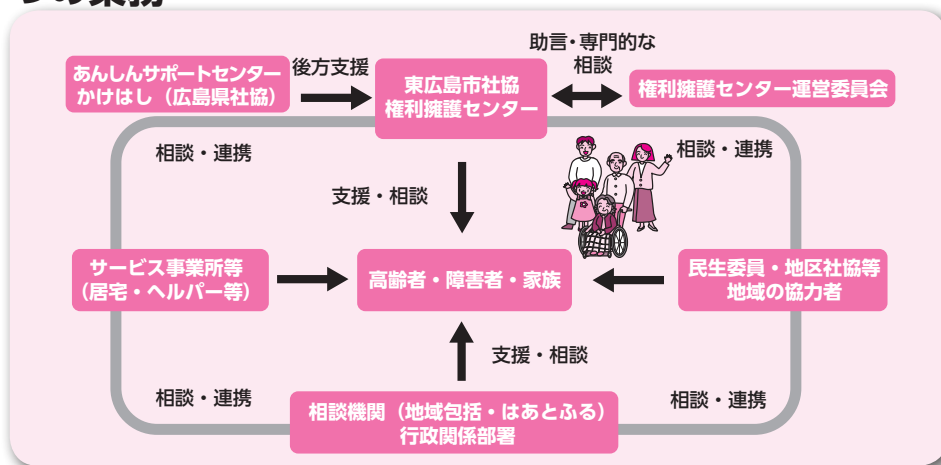 つの業務
助言・専門的な
相談
あんしんサポートセンター
かけはし（広島県社協）
後方支援
東広島市社協
権利擁護センター
権利擁護センター運営委員会
相談・連携
相談・連携
支援・相談
サービス事業所等
（居宅・ヘルパー等）
高齢者・障害者・家族
民生委員・地区社協等
地域の協力者
支援・相談
相談・連携
相談・連携
相談機関（地域包括・はあとふる）
行政関係部署